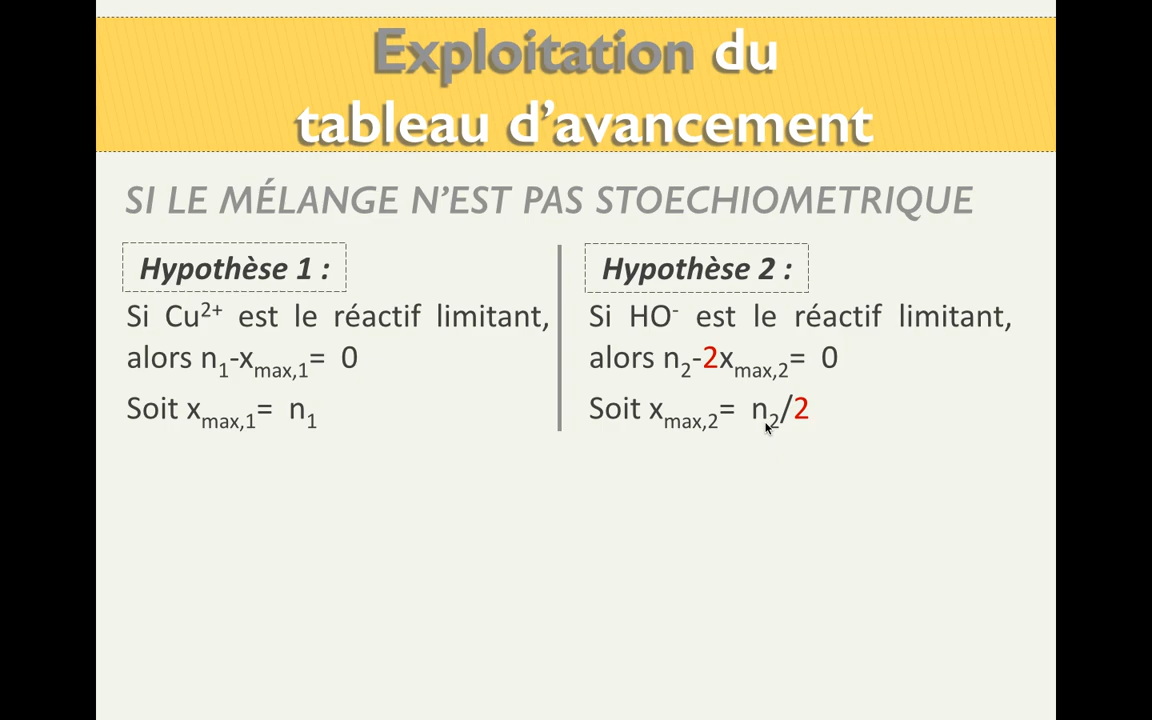 Exploitation du
tableau d’avancement
SI LE MÉLANGE N’EST PAS STOECHIOMETRIQUE
Hypothèse 1 :
Si Cu²⁺ est le réactif limitant,
alors n₁-xₘₐₓ,₁= 0
Soit xₘₐₓ,₁= n₁
Hypothèse 2 :
Si HO⁻ est le réactif limitant,
alors n₂-2xₘₐₓ,₂= 0
Soit xₘₐₓ,₂= n₂/2